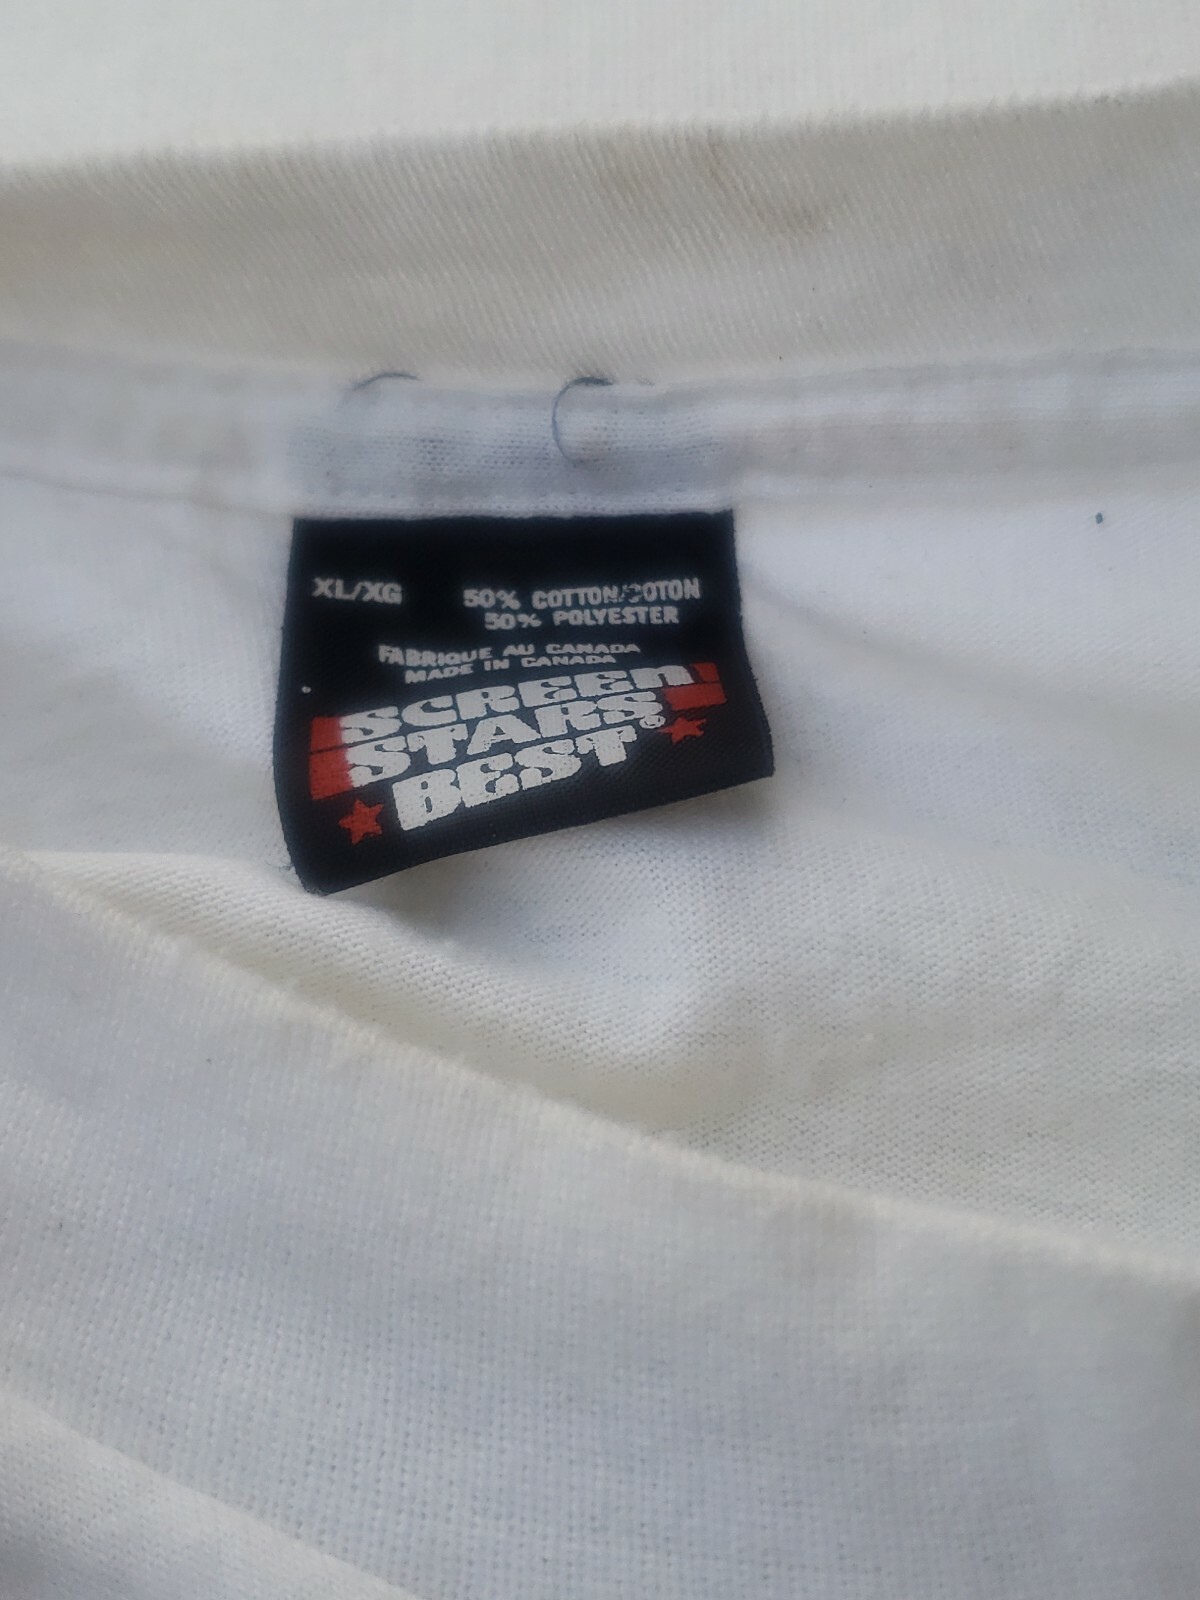 XL/XG 50% COTTON/COTON
50% POLYESTER
FABRIQUE AU CANADA
MADE IN CANADA
SCREEN
STARS
BEST®